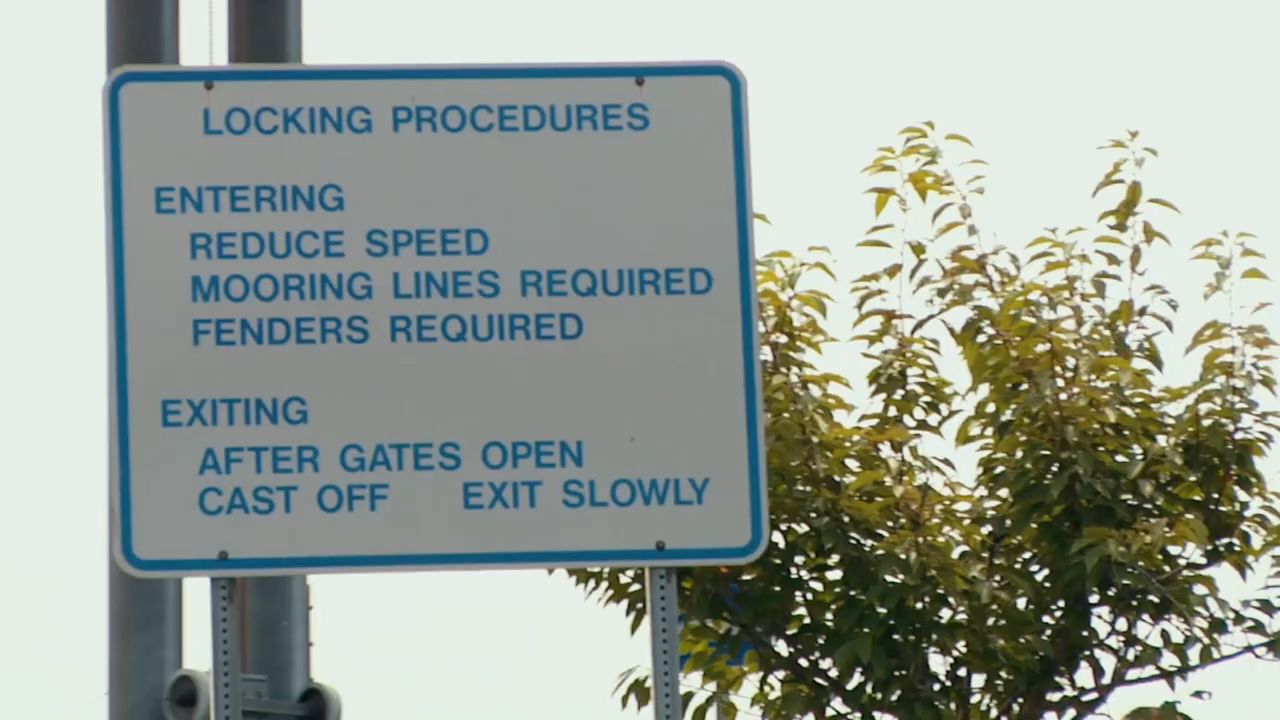 LOCKING PROCEDURES
ENTERING
REDUCE SPEED
MOORING LINES REQUIRED
FENDERS REQUIRED
EXITING
AFTER GATES OPEN
CAST OFF EXIT SLOWLY